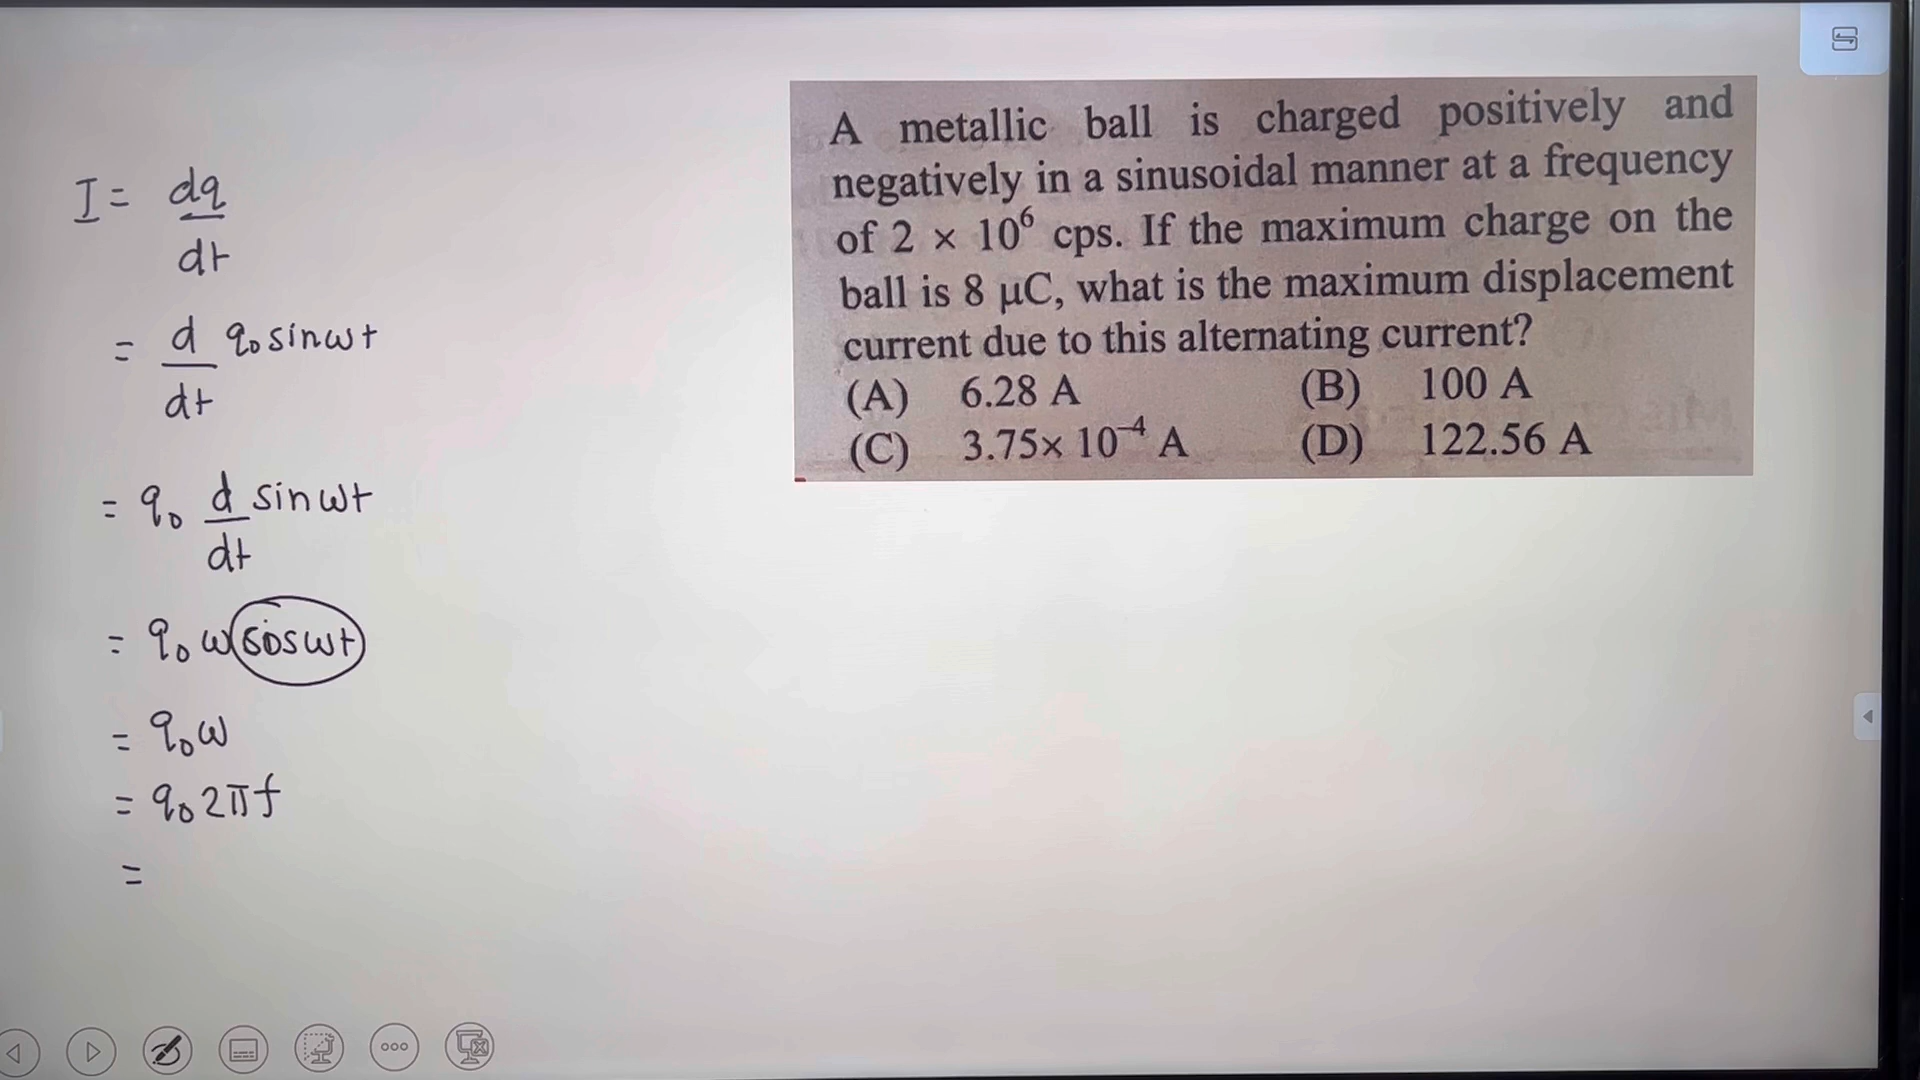 I = dq
dt
= d q₀ sinωt
dt
= q₀ d sinωt
dt
= q₀ ω cosωt
= q₀ω
= q₀ 2πf
=
A metallic ball is charged positively and
negatively in a sinusoidal manner at a frequency
of 2 × 10⁶ cps. If the maximum charge on the
ball is 8 μC, what is the maximum displacement
current due to this alternating current?
(A) 6.28 A (B) 100 A
(C) 3.75× 10⁻⁴ A (D) 122.56 A